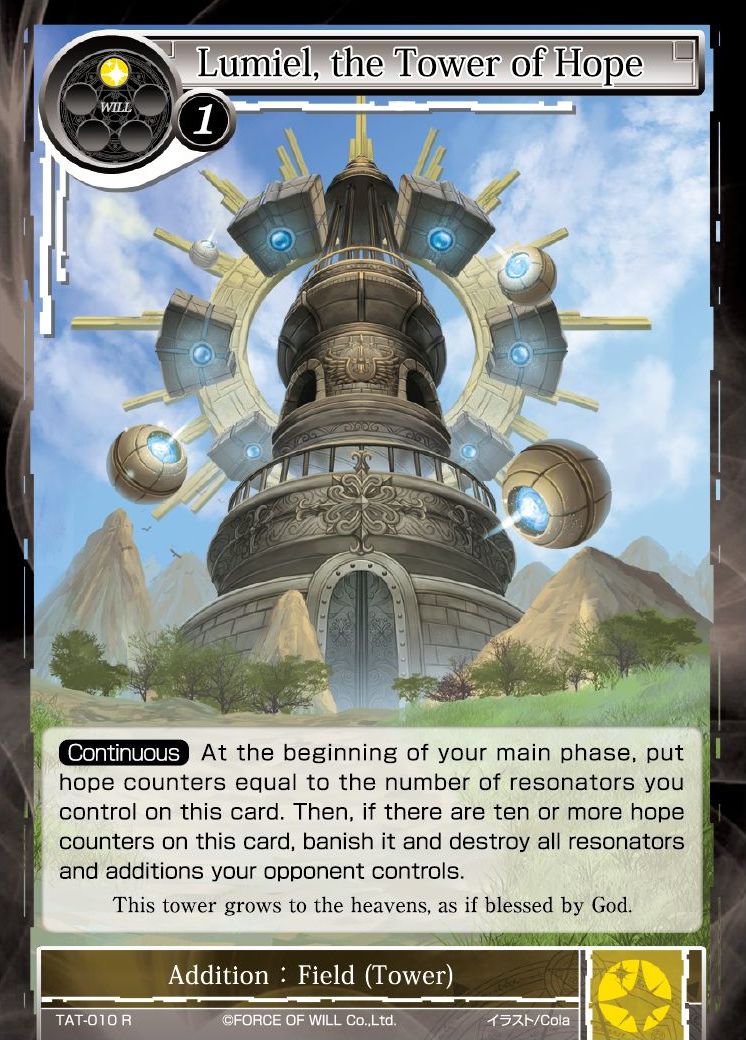 Lumiel, the Tower of Hope
WILL
1
Continuous At the beginning of your main phase, put
hope counters equal to the number of resonators you
control on this card. Then, if there are ten or more hope
counters on this card, banish it and destroy all resonators
and additions your opponent controls.
This tower grows to the heavens, as if blessed by God.
Addition : Field (Tower)
TAT-010 R ©FORCE OF WILL Co.,Ltd. イラスト/Cola